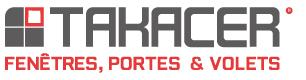 TAKACER®
FENÊTRES, PORTES & VOLETS